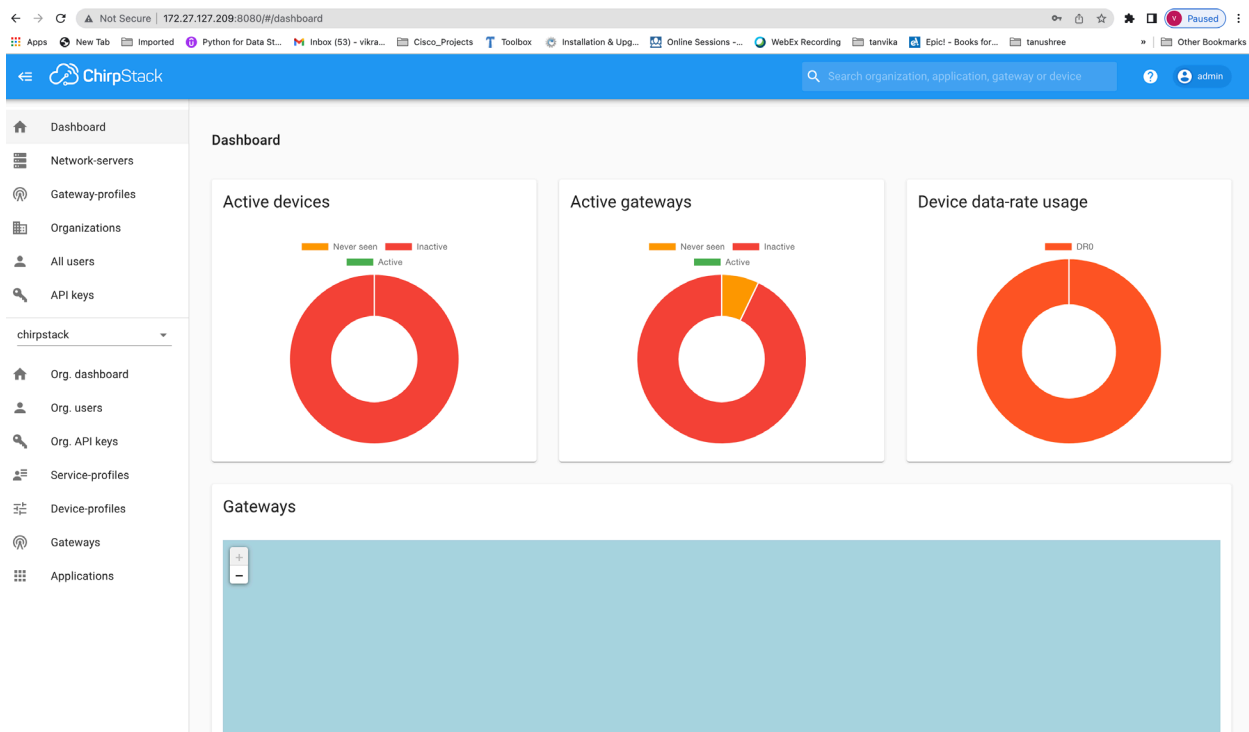 Not Secure | 172.27.127.209:8080/#/dashboard
Paused
Apps New Tab Imported Python for Data St... Inbox (53) – vikra... Cisco_Projects Toolbox Installation & Upg... Online Sessions -... WebEx Recording tanvika Epic! - Books for... tanushree » Other Bookmarks
ChirpStack
Search organization, application, gateway or device
? admin
Dashboard
Network-servers
Gateway-profiles
Organizations
All users
API keys
chirpstack
Org. dashboard
Org. users
Org. API keys
Service-profiles
Device-profiles
Gateways
Applications
Dashboard
Active devices
Never seen Inactive
Active
Active gateways
Never seen Inactive
Active
Device data-rate usage
DR0
Gateways
+
−